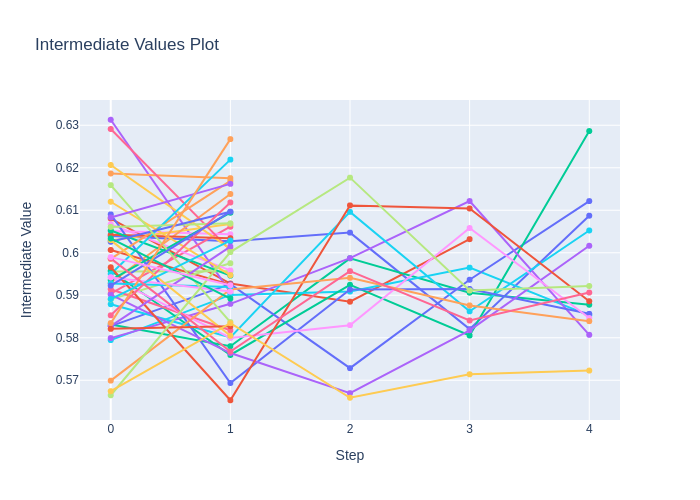 Intermediate Values Plot
0.63
0.62
0.61
0.6
0.59
0.58
0.57
Intermediate Value
0 1 2 3 4
Step